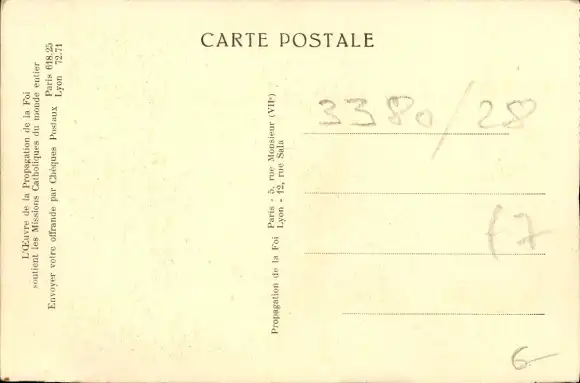 CARTE POSTALE
L'Œuvre de la Propagation de la Foi
soutient les Missions Catholiques du monde entier
Envoyer votre offrande par Chèques Postaux Paris 618.25
Lyon 72.71
Propagation de la Foi Paris - 5, rue Monsieur (VIIe)
Lyon - 12, rue Sala
3380/28
6